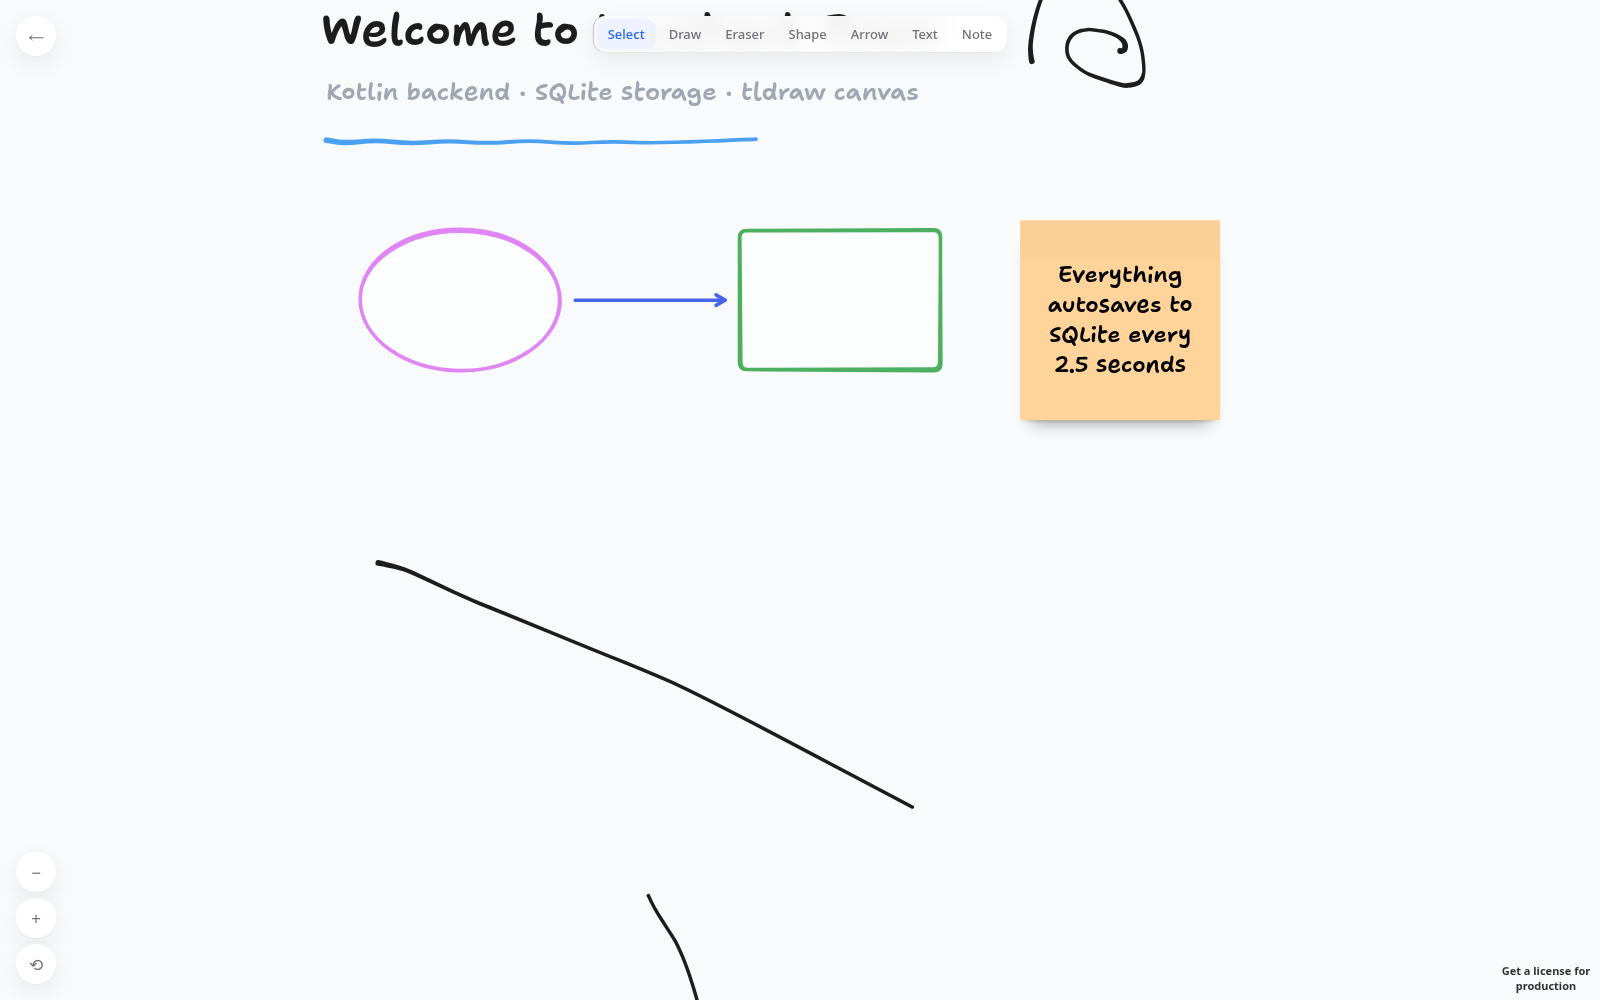 Welcome to
Select Draw Eraser Shape Arrow Text Note
Kotlin backend • SQLite storage • tldraw canvas
Everything
autosaves to
SQLite every
2.5 seconds
Get a license for
production